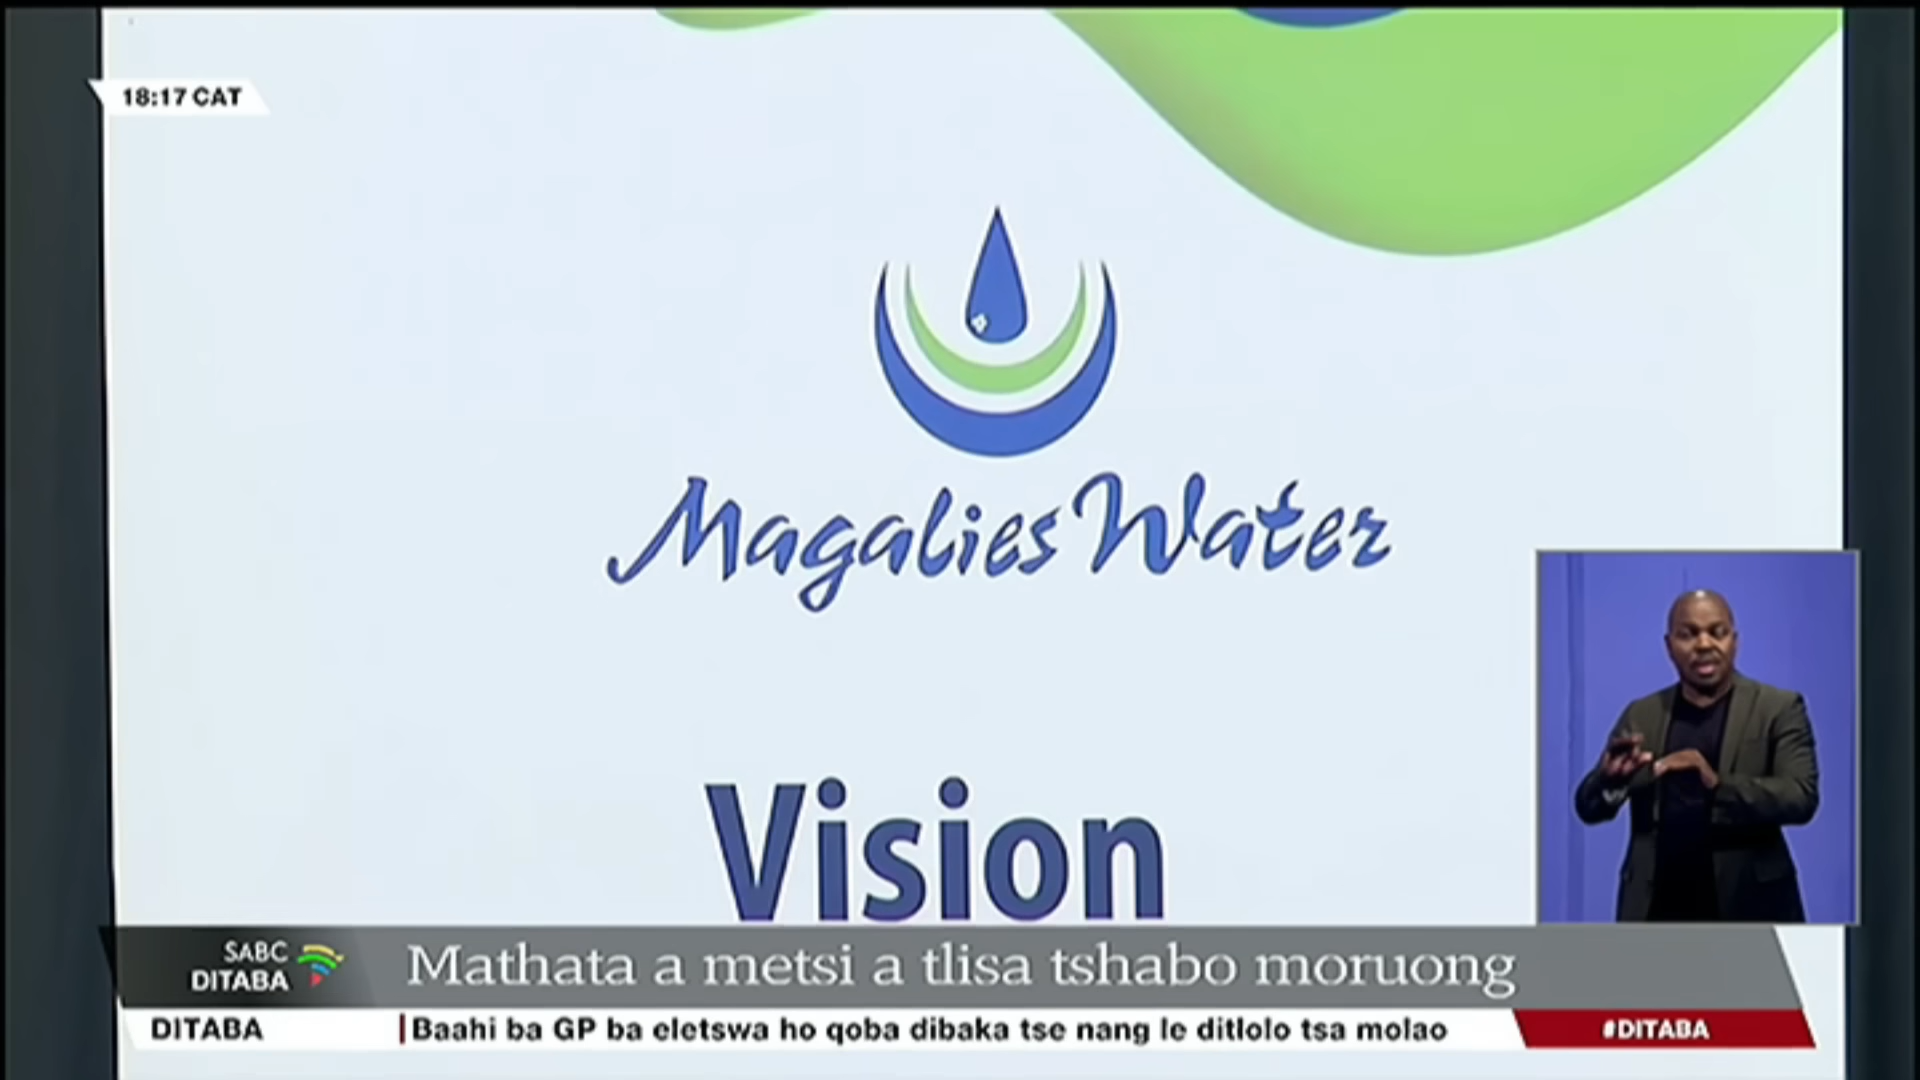 18:17 CAT
Magalies Water
Vision
SABC
DITABA
Mathata a metsi a tlisa tshabo moruong
DITABA
Baahi ba GP ba eletswa ho qoba dibaka tse nang le ditlolo tsa molao
#DITABA